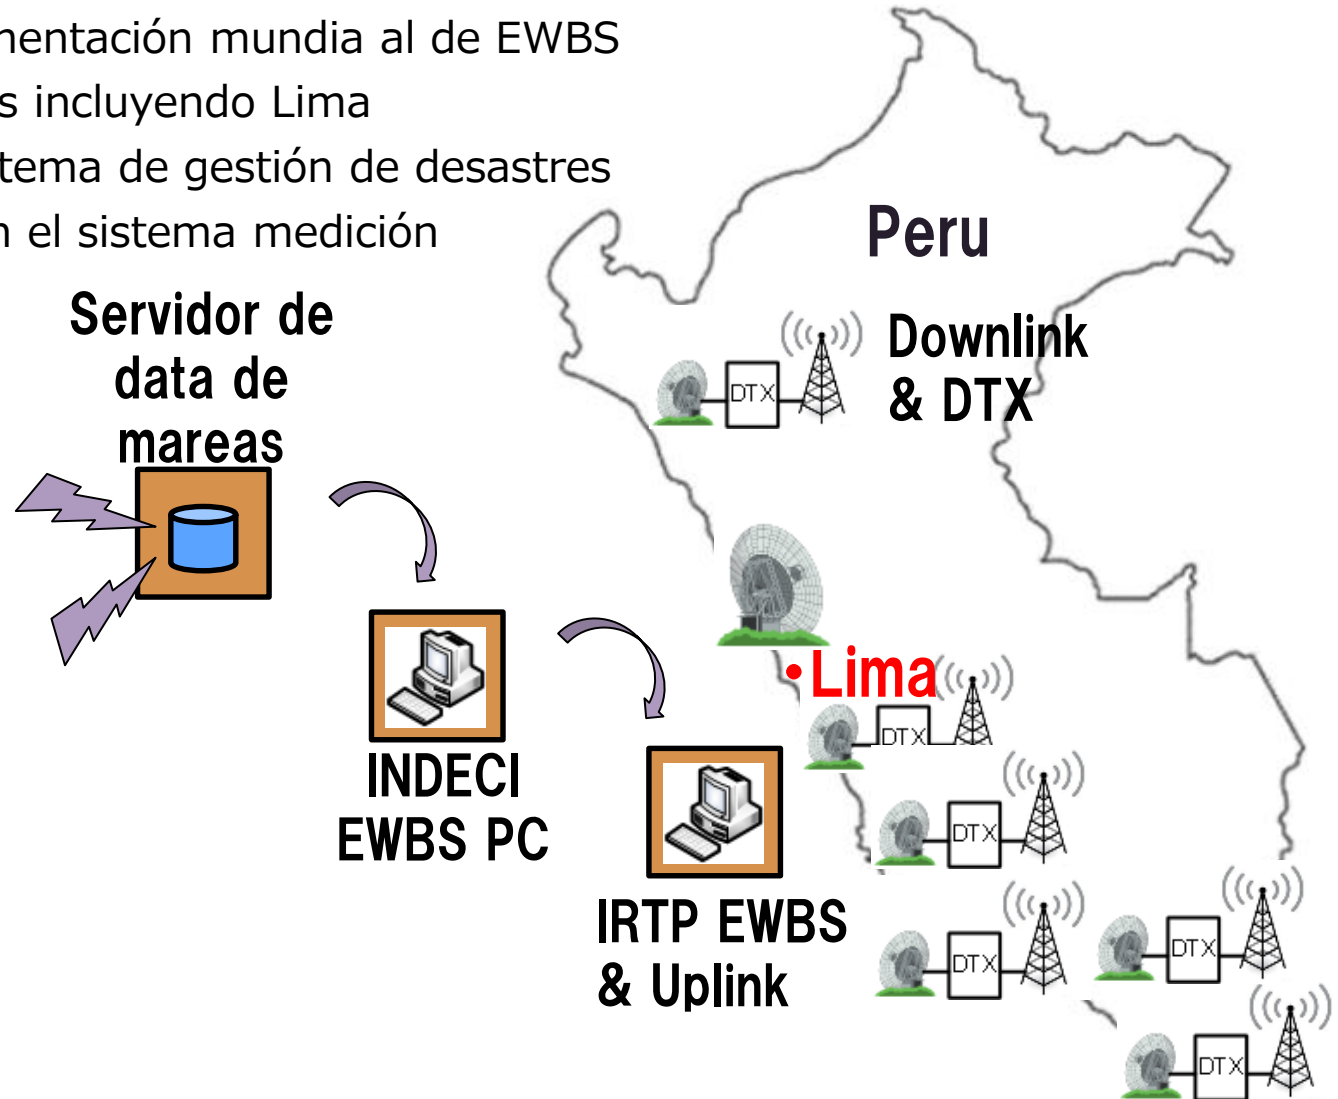 nentación mundia al de EWBS
s incluyendo Lima
tema de gestión de desastres
n el sistema medición
Peru
Servidor de
data de
mareas
Downlink
& DTX
DTX
•Lima
DTX
INDECI
EWBS PC
DTX
IRTP EWBS
& Uplink
DTX
DTX
DTX